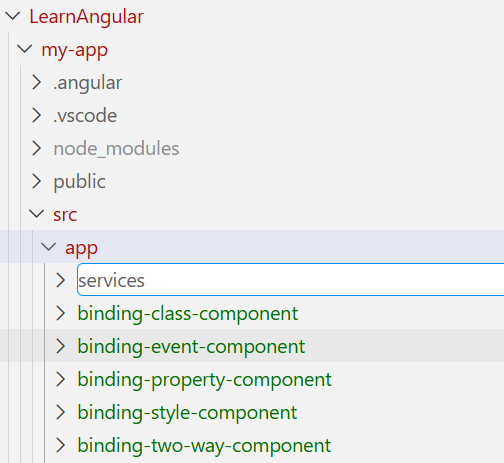 LearnAngular
my-app
.angular
.vscode
node_modules
public
src
app
services
binding-class-component
binding-event-component
binding-property-component
binding-style-component
binding-two-way-component